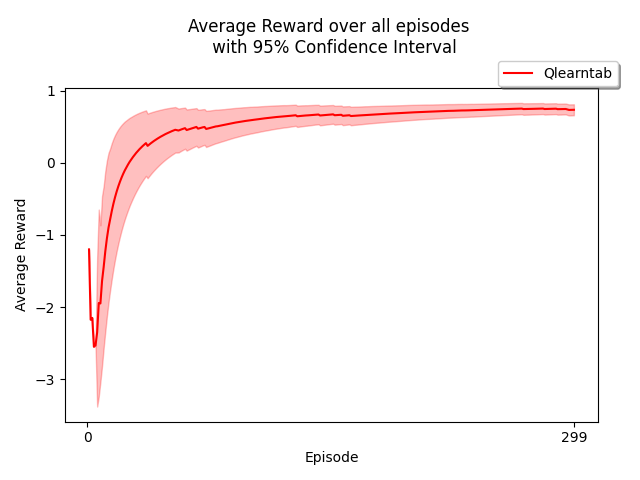 Average Reward over all episodes
with 95% Confidence Interval
Qlearntab
1
0
−1
−2
−3
Average Reward
0
299
Episode